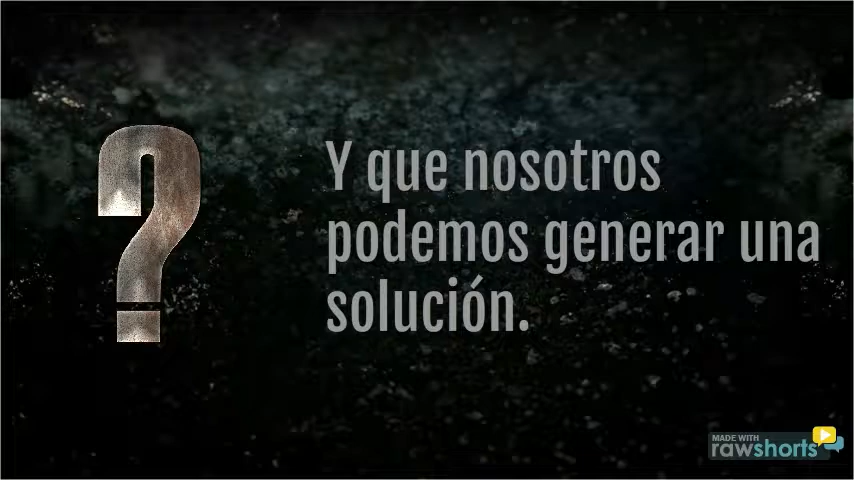 ?
Y que nosotros
podemos generar una
solución.
MADE WITH
rawshorts